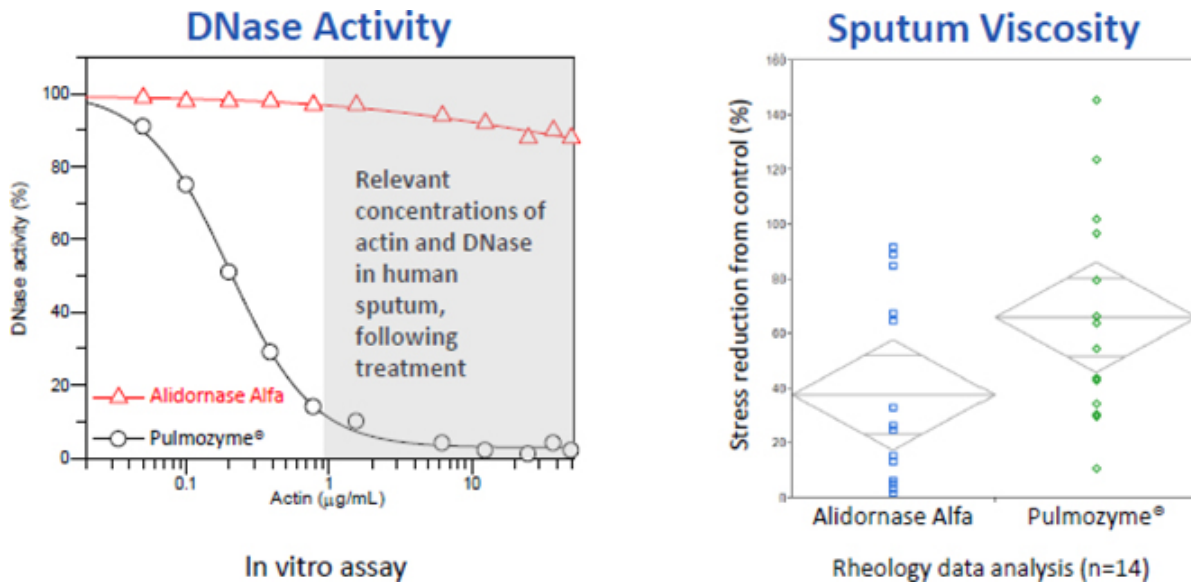 DNase Activity
100
80
60
40
20
0
DNase activity (%)
Relevant
concentrations of
actin and DNase
in human
sputum,
following
treatment
Alidornase Alfa
Pulmozyme®
0.1
1
10
Actin (μg/mL)
In vitro assay
Sputum Viscosity
160
140
120
100
80
60
40
20
0
Stress reduction from control (%)
Alidornase Alfa
Pulmozyme®
Rheology data analysis (n=14)